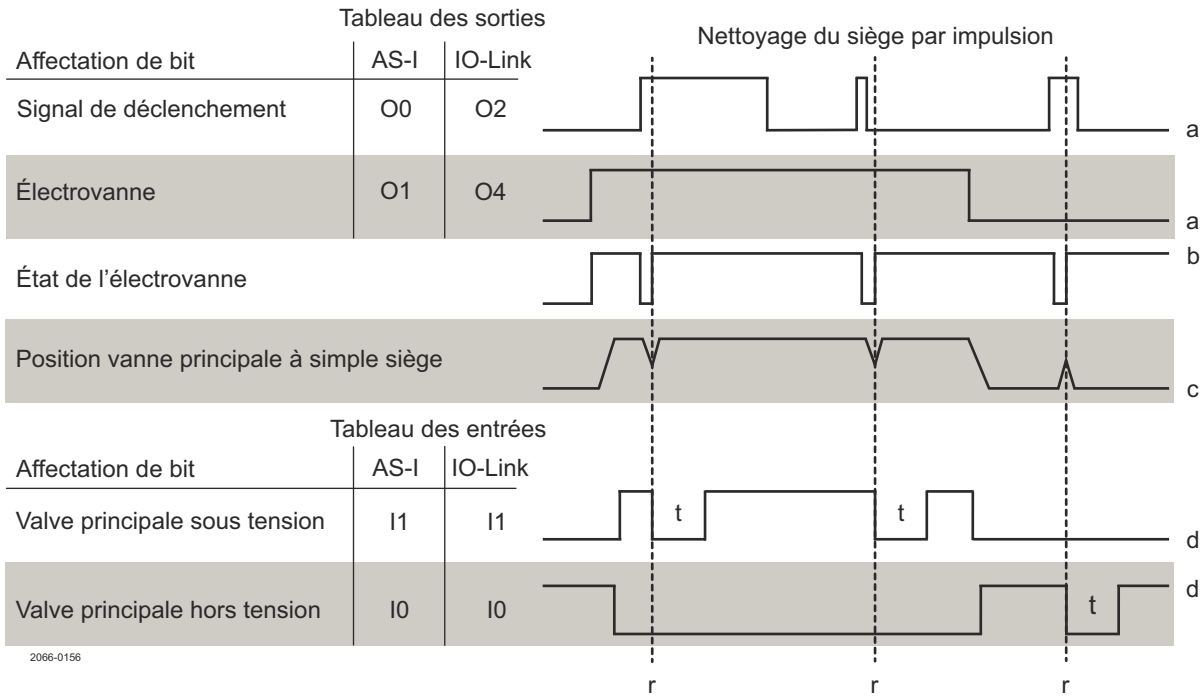 Tableau des sorties
Nettoyage du siège par impulsion
Affectation de bit AS-I IO-Link
Signal de déclenchement O0 O2
a
Électrovanne O1 O4
a
b
État de l’électrovanne
Position vanne principale à simple siège
c
Tableau des entrées
Affectation de bit AS-I IO-Link
Valve principale sous tension I1 I1 t t
d
d
Valve principale hors tension I0 I0 t
2066-0156
r r r